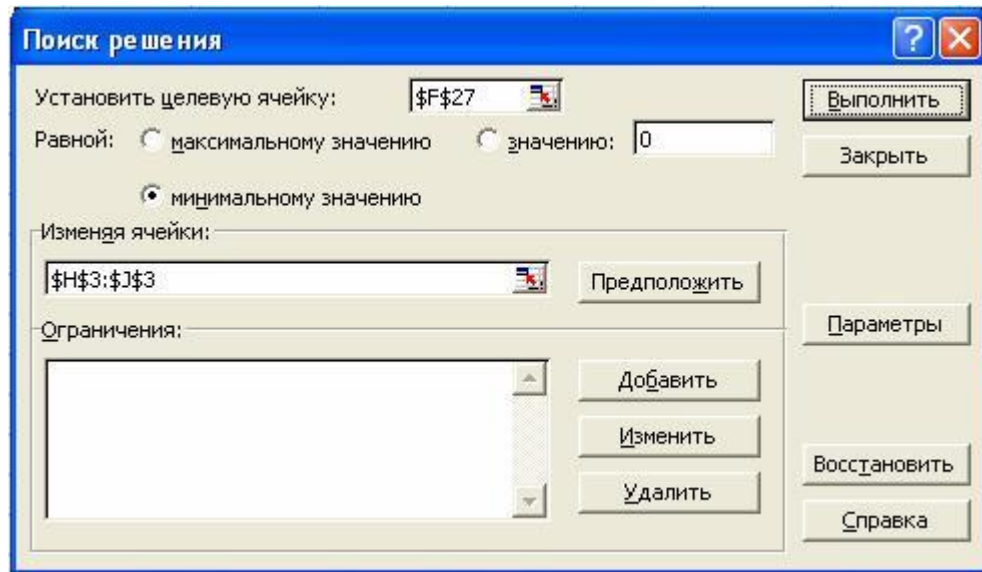 Поиск решения
Установить целевую ячейку: $F$27
Выполнить
Равной: максимальному значению значению: 0
Закрыть
минимальному значению
Изменяя ячейки:
$H$3:$J$3
Предположить
Параметры
Ограничения:
Добавить
Изменить
Удалить
Восстановить
Справка